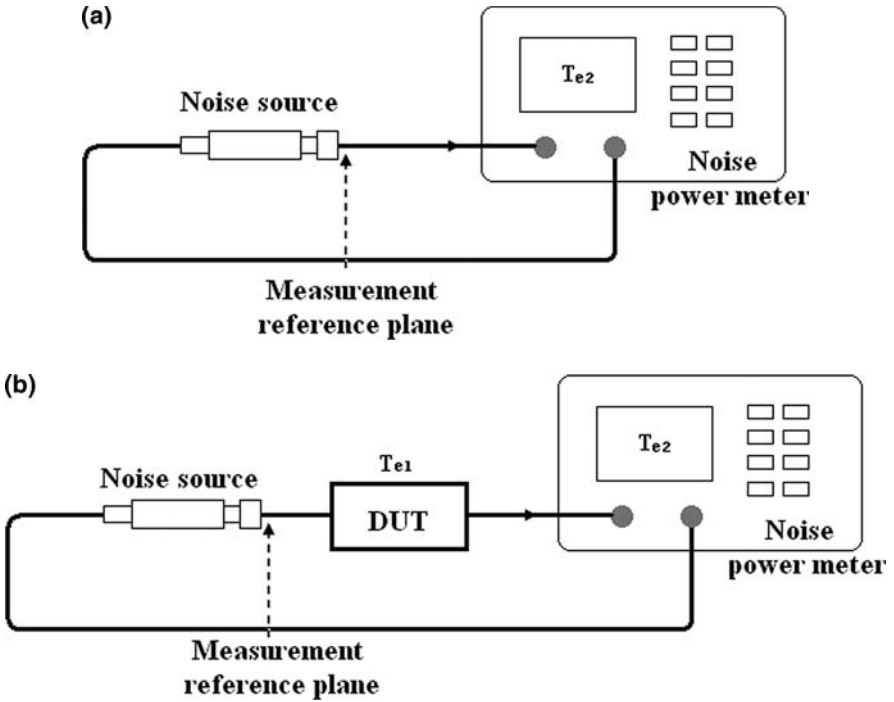 (a)
Te2
Noise source
Noise
power meter
Measurement
reference plane
(b)
Te2
Te1
Noise source
DUT
Noise
power meter
Measurement
reference plane